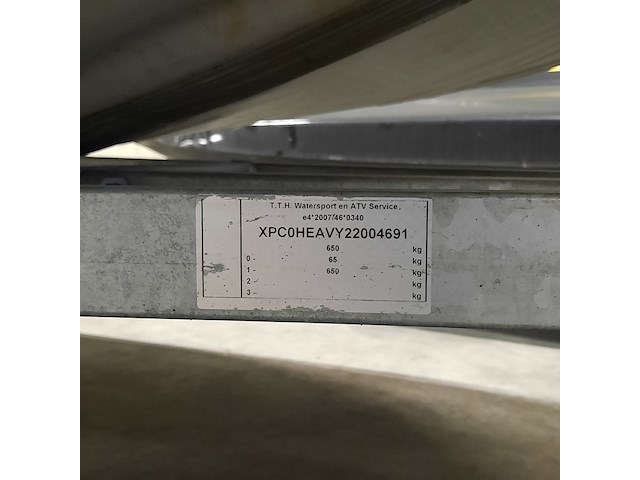 T.T.H. Watersport en ATV Service,
e4*2007/46*0340
XPC0HEAVY22004691
650 kg
0 - 65 kg
1 - 650 kg
2 - kg
3 - kg